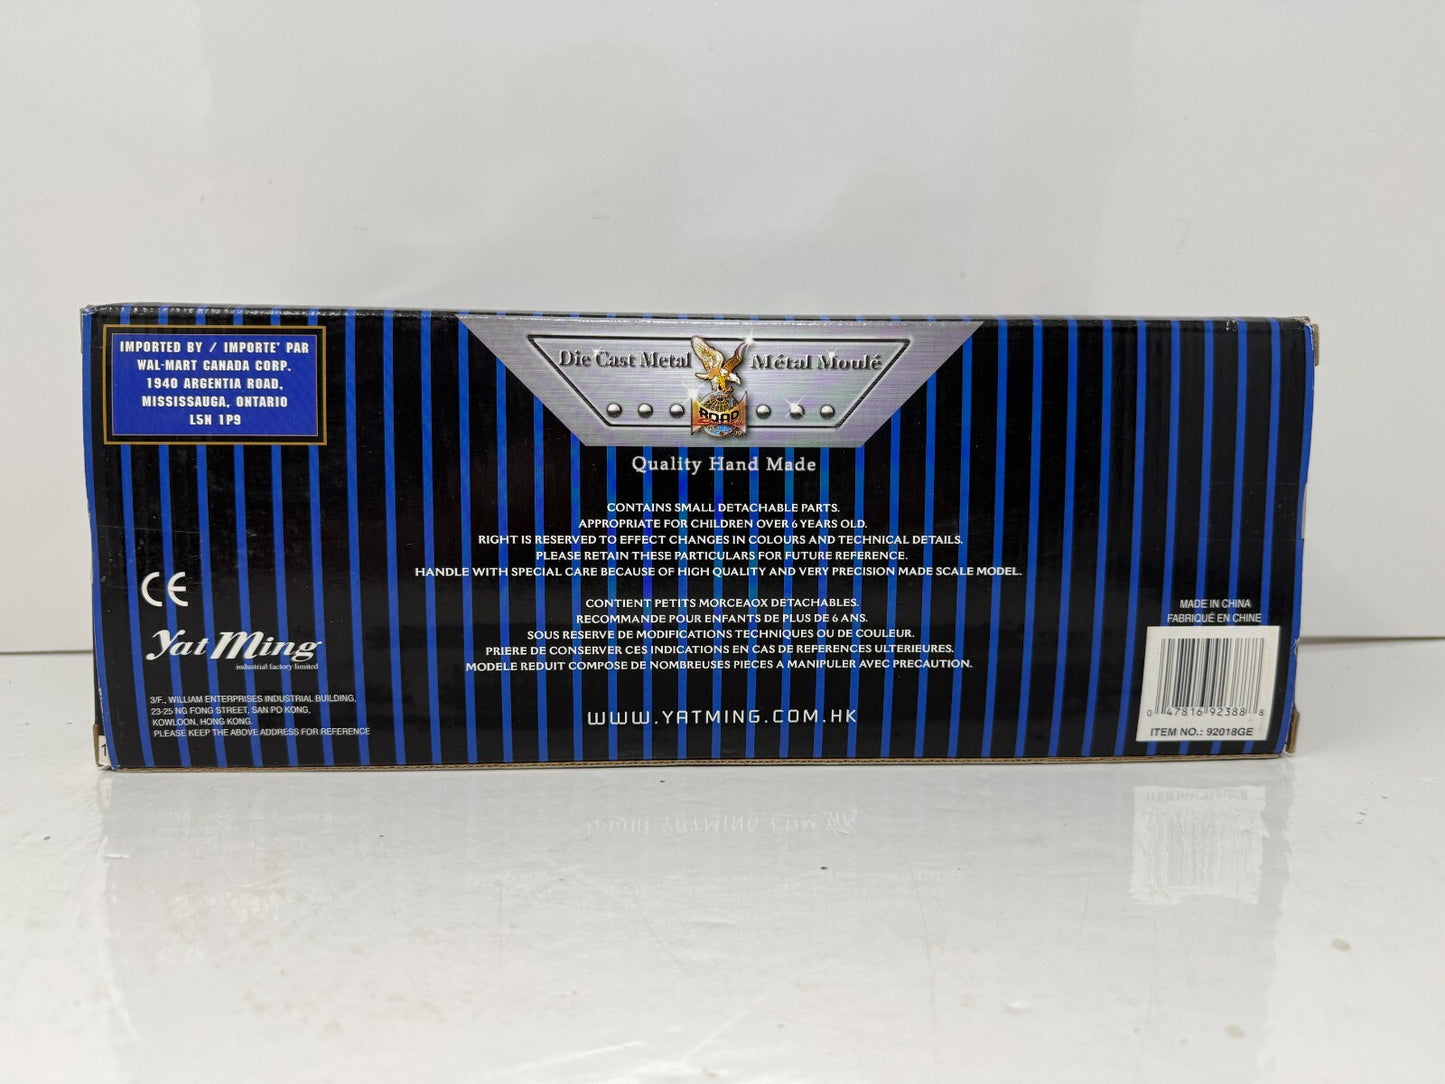 IMPORTED BY / IMPORTE' PAR
WAL-MART CANADA CORP.
1940 ARGENTIA ROAD,
MISSISSAUGA, ONTARIO
L5N 1P9
Die Cast Metal
Métal Moulé
ROAD
Quality Hand Made
CONTAINS SMALL DETACHABLE PARTS.
APPROPRIATE FOR CHILDREN OVER 6 YEARS OLD.
RIGHT IS RESERVED TO EFFECT CHANGES IN COLOURS AND TECHNICAL DETAILS.
PLEASE RETAIN THESE PARTICULARS FOR FUTURE REFERENCE.
HANDLE WITH SPECIAL CARE BECAUSE OF HIGH QUALITY AND VERY PRECISION MADE SCALE MODEL.
CONTIENT PETITS MORCEAOX DETACHABLES.
RECOMMANDE POUR ENFANTS DE PLUS DE 6 ANS.
SOUS RESERVE DE MODIFICATIONS TECHNIQUES OU DE COULEUR.
PRIERE DE CONSERVER CES INDICATIONS EN CAS DE REFERENCES ULTERIEURES.
MODELE REDUIT COMPOSE DE NOMBREUSES PIECES A MANIPULER AVEC PRECAUTION.
WWW.YATMING.COM.HK
CE
Yat Ming
industrial factory limited
3/F., WILLIAM ENTERPRISES INDUSTRIAL BUILDING,
23-25 NG FONG STREET, SAN PO KONG,
KOWLOON, HONG KONG.
PLEASE KEEP THE ABOVE ADDRESS FOR REFERENCE
MADE IN CHINA
FABRIQUÉ EN CHINE
0 47816 92388 8
ITEM NO.: 92018GE